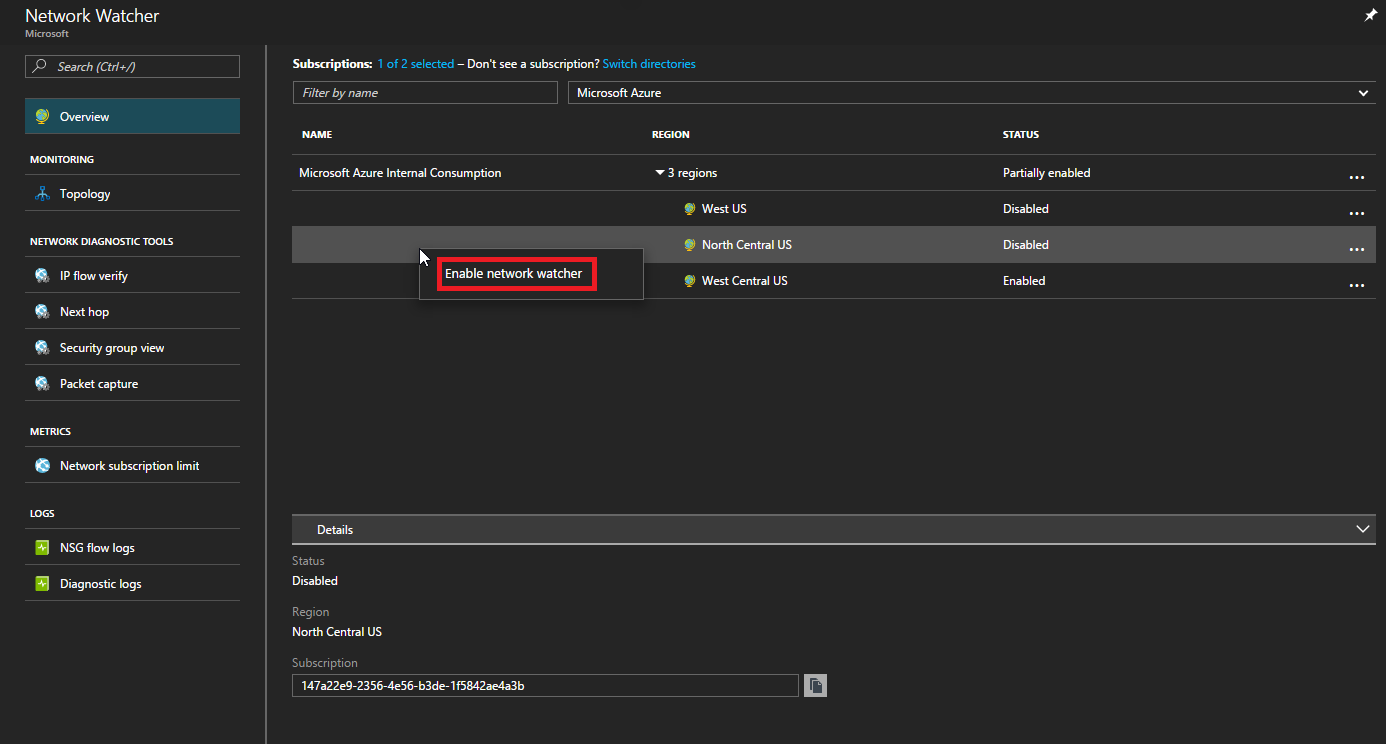 Network Watcher
Microsoft
Search (Ctrl+/)
Overview
MONITORING
Topology
NETWORK DIAGNOSTIC TOOLS
IP flow verify
Next hop
Security group view
Packet capture
METRICS
Network subscription limit
LOGS
NSG flow logs
Diagnostic logs
Subscriptions: 1 of 2 selected – Don't see a subscription? Switch directories
Filter by name
Microsoft Azure
NAME REGION STATUS
Microsoft Azure Internal Consumption 3 regions Partially enabled ...
West US Disabled ...
North Central US Disabled ...
Enable network watcher
West Central US Enabled ...
Details
Status
Disabled
Region
North Central US
Subscription
147a22e9-2356-4e56-b3de-1f5842ae4a3b